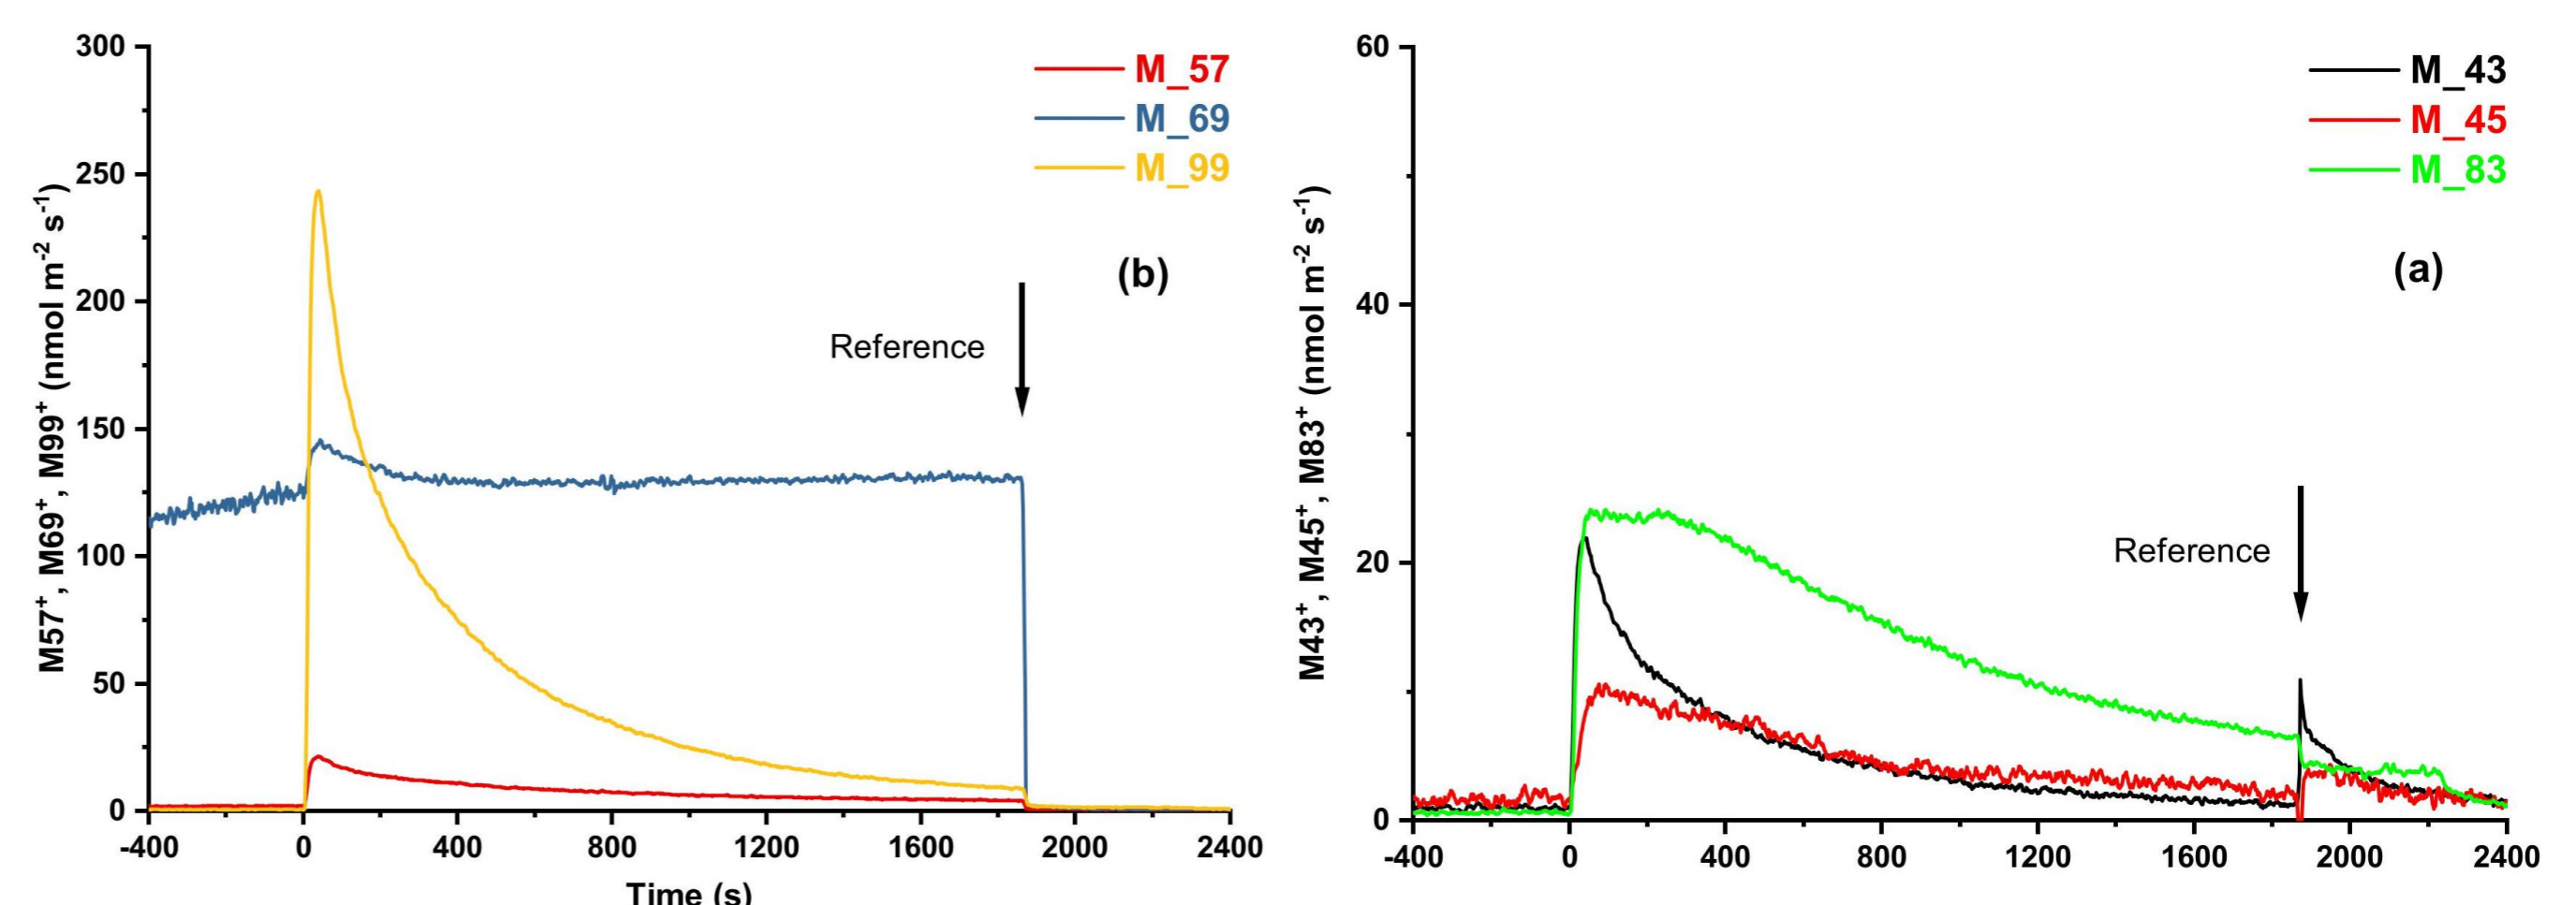 M57⁺, M69⁺, M99⁺ (nmol m⁻² s⁻¹)
300
250
200
150
100
50
0
M_57
M_69
M_99
(b)
Reference
-400 0 400 800 1200 1600 2000 2400
Time (s)
M43⁺, M45⁺, M83⁺ (nmol m⁻² s⁻¹)
60
40
20
0
M_43
M_45
M_83
(a)
Reference
-400 0 400 800 1200 1600 2000 2400